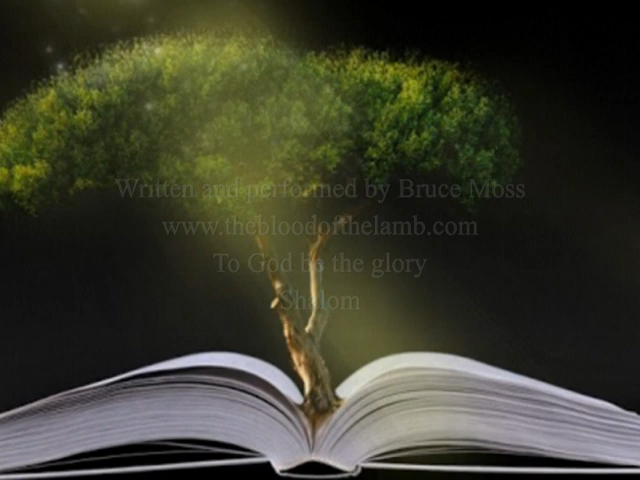 Written and performed by Bruce Moss
www.thebloodofthelamb.com
To God be the glory
Shalom